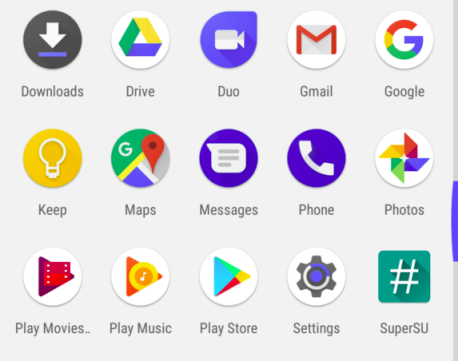 Downloads Drive Duo Gmail Google
Keep Maps Messages Phone Photos
Play Movies.. Play Music Play Store Settings SuperSU